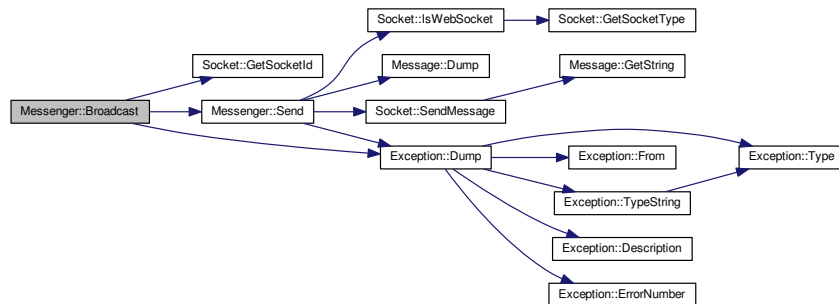 Socket::IsWebSocket
Socket::GetSocketType
Socket::GetSocketId
Message::Dump
Message::GetString
Messenger::Broadcast
Messenger::Send
Socket::SendMessage
Exception::Dump
Exception::From
Exception::Type
Exception::TypeString
Exception::Description
Exception::ErrorNumber